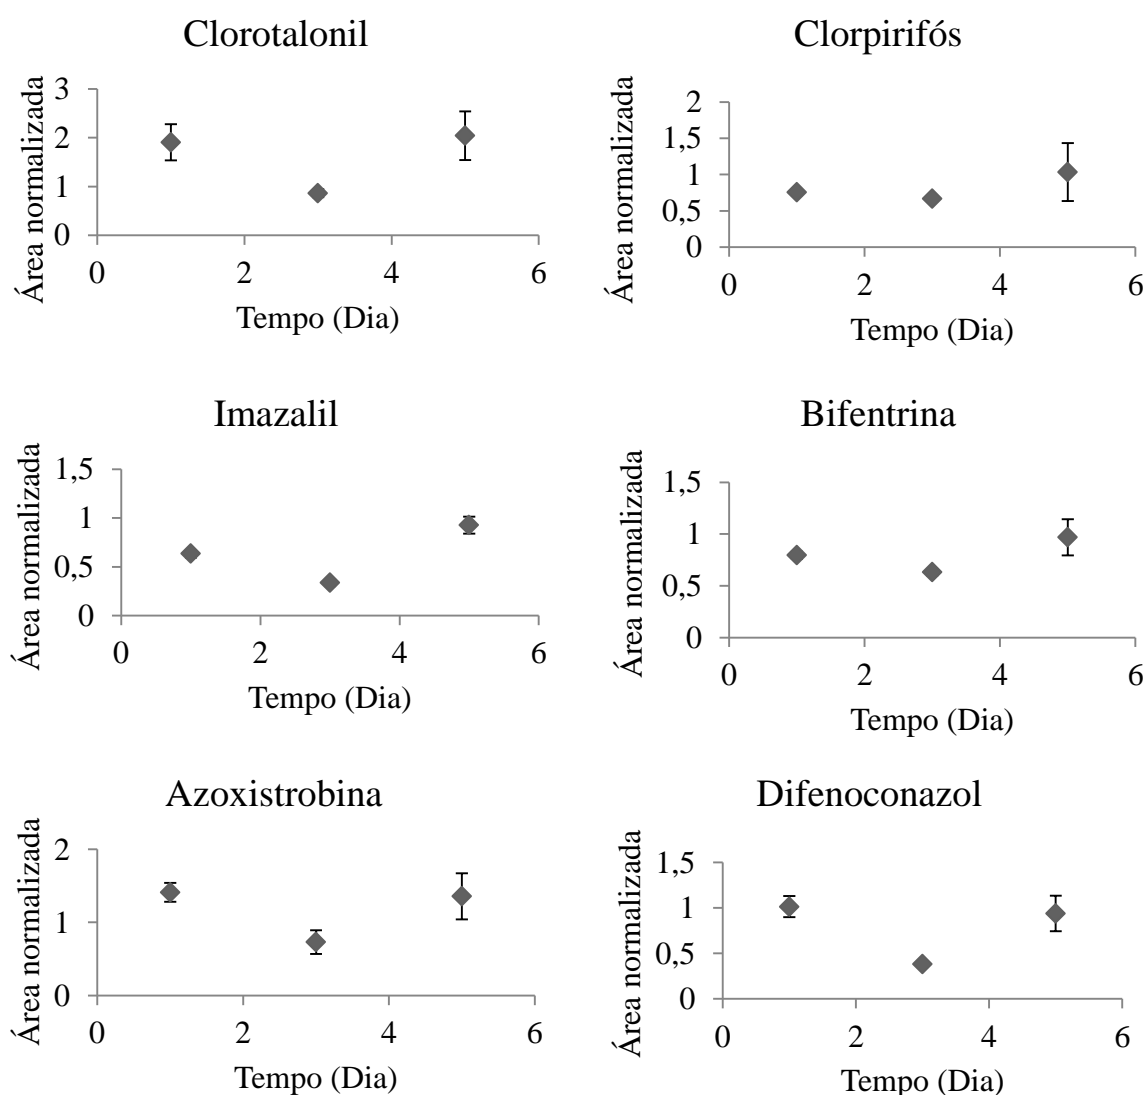 Clorotalonil
Área normalizada
3
2
1
0
0 2 4 6
Tempo (Dia)
Clorpirifós
Área normalizada
2
1,5
1
0,5
0
0 2 4 6
Tempo (Dia)
Imazalil
Área normalizada
1,5
1
0,5
0
0 2 4 6
Tempo (Dia)
Bifentrina
Área normalizada
1,5
1
0,5
0
0 2 4 6
Tempo (Dia)
Azoxistrobina
Área normalizada
2
1
0
0 2 4 6
Tempo (Dia)
Difenoconazol
Área normalizada
1,5
1
0,5
0
0 2 4 6
Tempo (Dia)